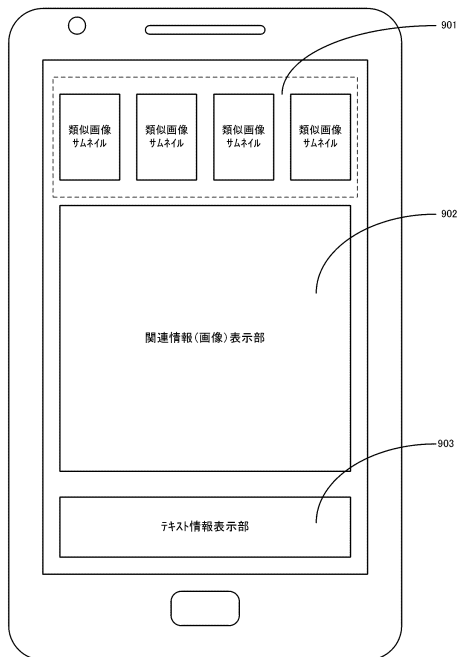 901
類似画像
ｻﾑﾈｲﾙ
類似画像
ｻﾑﾈｲﾙ
類似画像
ｻﾑﾈｲﾙ
類似画像
ｻﾑﾈｲﾙ
902
関連情報(画像)表示部
903
ﾃｷｽﾄ情報表示部